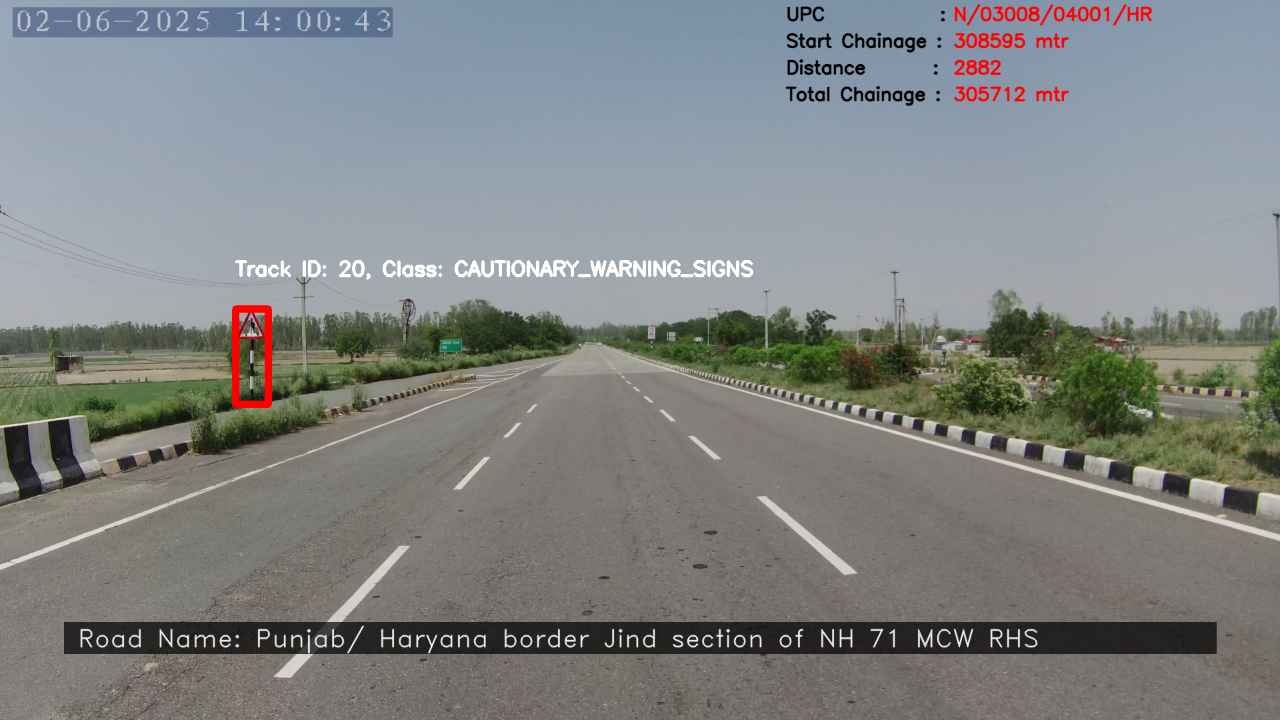 02-06-2025 14:00:43
UPC : N/03008/04001/HR
Start Chainage : 308595 mtr
Distance : 2882
Total Chainage : 305712 mtr
Track ID: 20, Class: CAUTIONARY_WARNING_SIGNS
Road Name: Punjab/ Haryana border Jind section of NH 71 MCW RHS